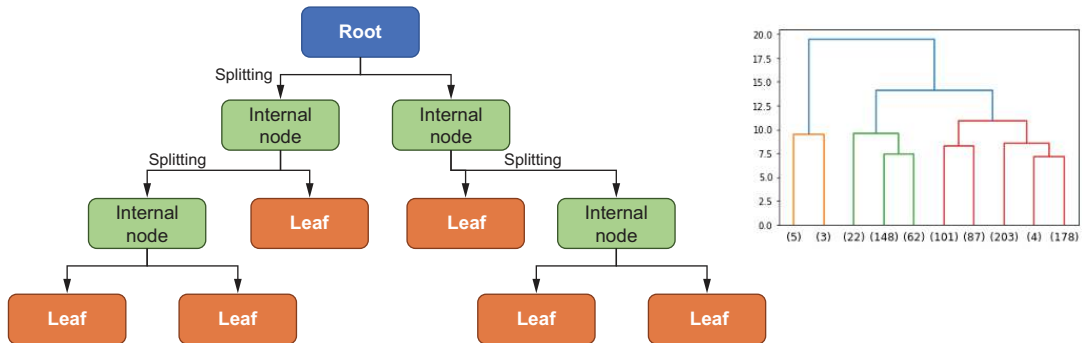 Root
Splitting
Internal
node
Internal
node
Splitting
Splitting
Internal
node
Leaf
Leaf
Internal
node
Leaf
Leaf
Leaf
Leaf
20.0
17.5
15.0
12.5
10.0
7.5
5.0
2.5
0.0
(5) (3) (22) (148) (62) (101) (87) (203) (4) (178)